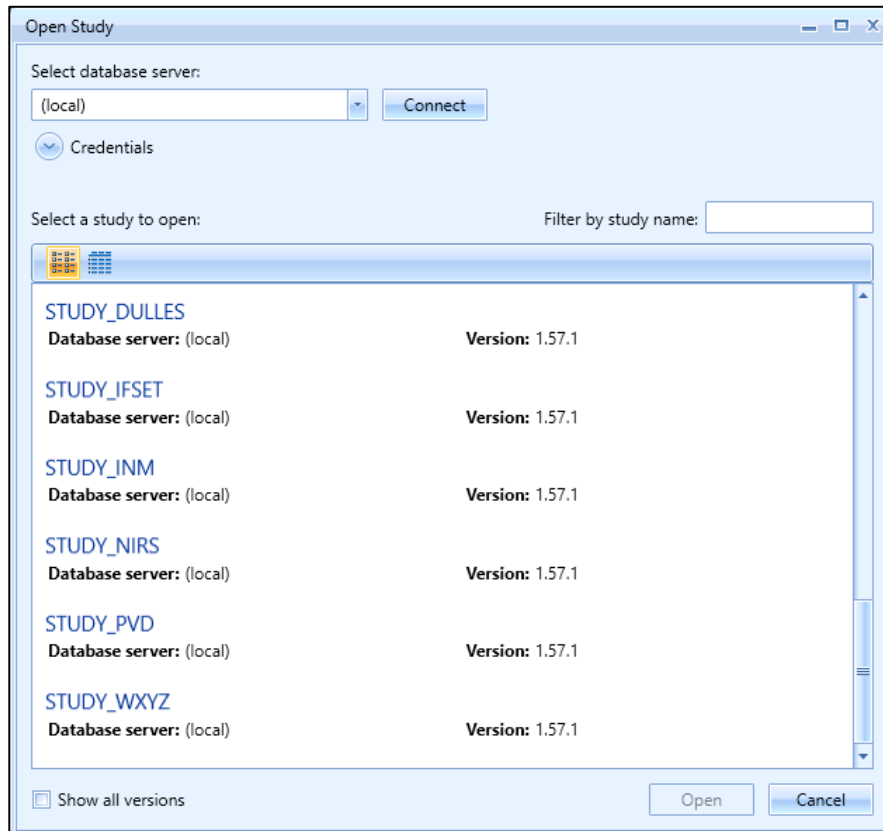 Open Study
Select database server:
(local) Connect
Credentials
Select a study to open: Filter by study name:
STUDY_DULLES
Database server: (local) Version: 1.57.1
STUDY_IFSET
Database server: (local) Version: 1.57.1
STUDY_INM
Database server: (local) Version: 1.57.1
STUDY_NIRS
Database server: (local) Version: 1.57.1
STUDY_PVD
Database server: (local) Version: 1.57.1
STUDY_WXYZ
Database server: (local) Version: 1.57.1
Show all versions Open Cancel